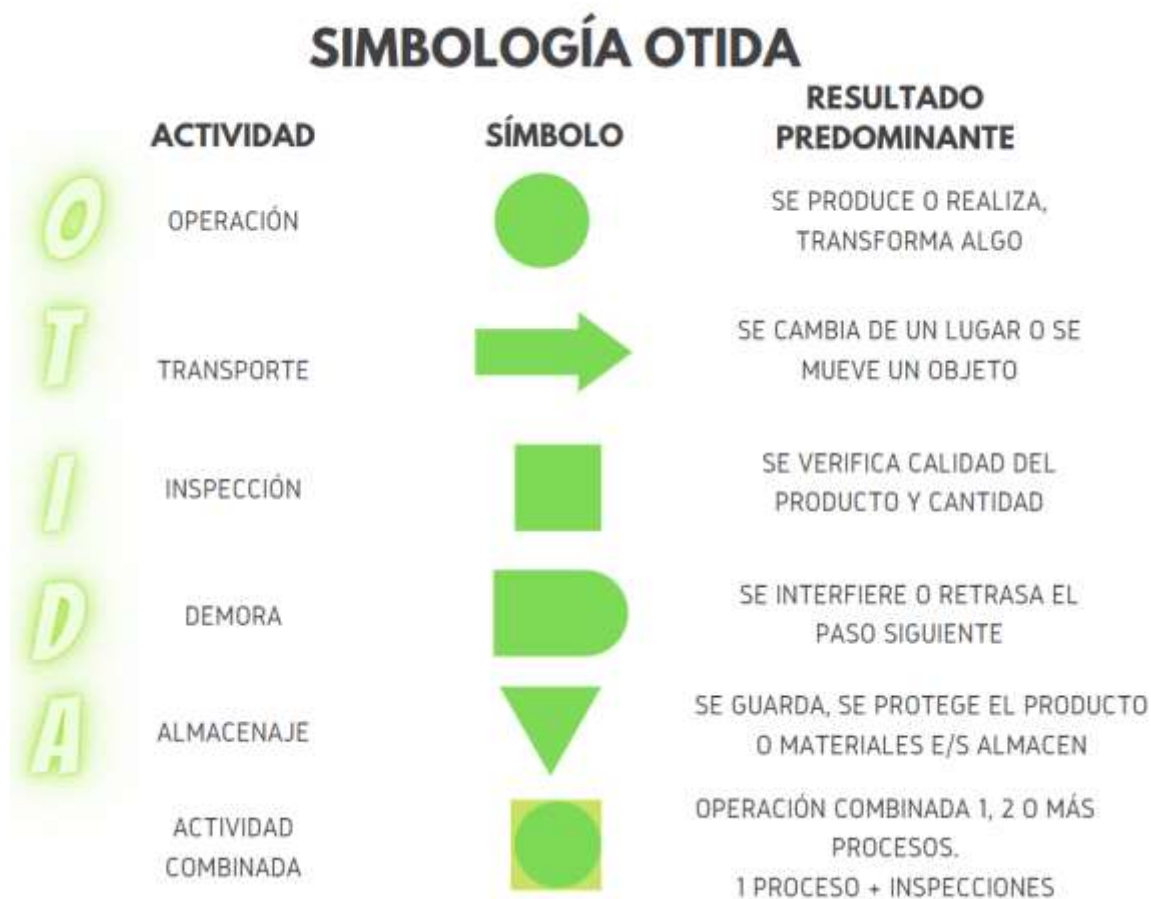 SIMBOLOGÍA OTIDA
ACTIVIDAD
SÍMBOLO
RESULTADO
PREDOMINANTE
O
OPERACIÓN
SE PRODUCE O REALIZA,
TRANSFORMA ALGO
T
TRANSPORTE
SE CAMBIA DE UN LUGAR O SE
MUEVE UN OBJETO
I
INSPECCIÓN
SE VERIFICA CALIDAD DEL
PRODUCTO Y CANTIDAD
D
DEMORA
SE INTERFIERE O RETRASA EL
PASO SIGUIENTE
A
ALMACENAJE
SE GUARDA, SE PROTEGE EL PRODUCTO
O MATERIALES E/S ALMACEN
ACTIVIDAD
COMBINADA
OPERACIÓN COMBINADA 1, 2 O MÁS
PROCESOS.
1 PROCESO + INSPECCIONES